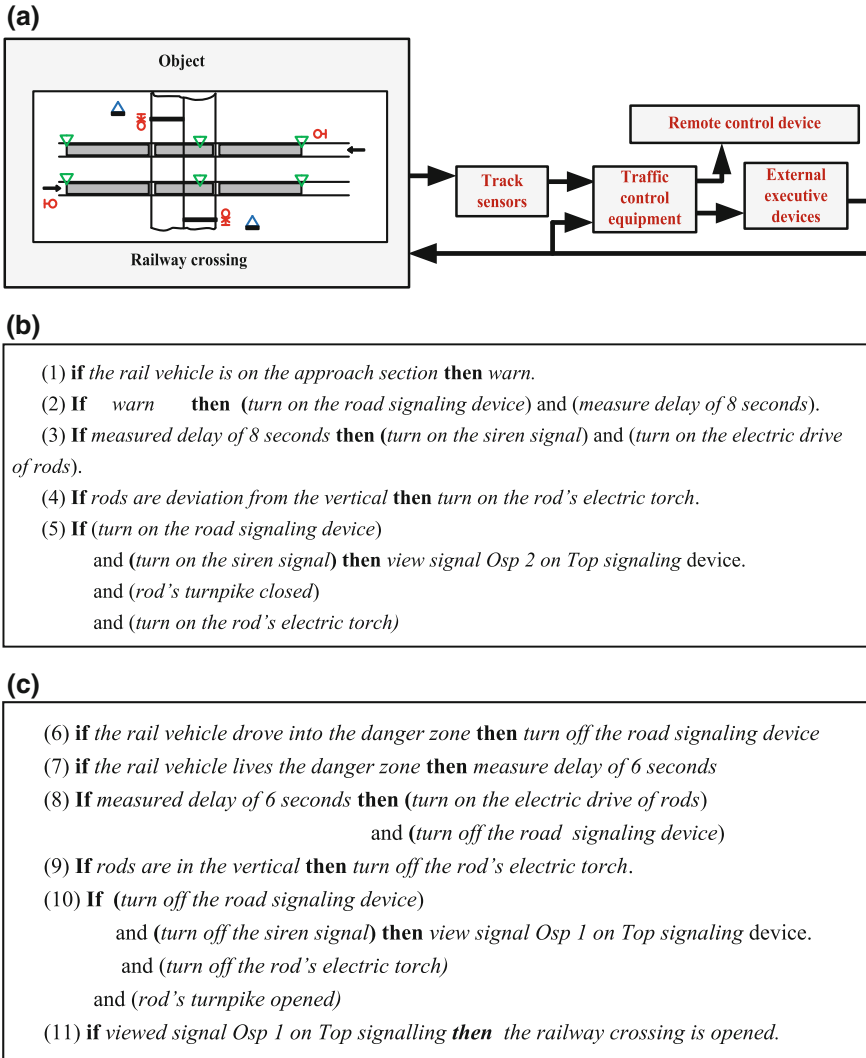 (a)
Object
Railway crossing
Track
sensors
Traffic
control
equipment
Remote control device
External
executive
devices
(b)
(1) if the rail vehicle is on the approach section then warn.
(2) If warn then (turn on the road signaling device) and (measure delay of 8 seconds).
(3) If measured delay of 8 seconds then (turn on the siren signal) and (turn on the electric drive
of rods).
(4) If rods are deviation from the vertical then turn on the rod's electric torch.
(5) If (turn on the road signaling device)
and (turn on the siren signal) then view signal Osp 2 on Top signaling device.
and (rod's turnpike closed)
and (turn on the rod's electric torch)
(c)
(6) if the rail vehicle drove into the danger zone then turn off the road signaling device
(7) if the rail vehicle lives the danger zone then measure delay of 6 seconds
(8) If measured delay of 6 seconds then (turn on the electric drive of rods)
and (turn off the road signaling device)
(9) If rods are in the vertical then turn off the rod's electric torch.
(10) If (turn off the road signaling device)
and (turn off the siren signal) then view signal Osp 1 on Top signaling device.
and (turn off the rod's electric torch)
and (rod's turnpike opened)
(11) if viewed signal Osp 1 on Top signalling then the railway crossing is opened.